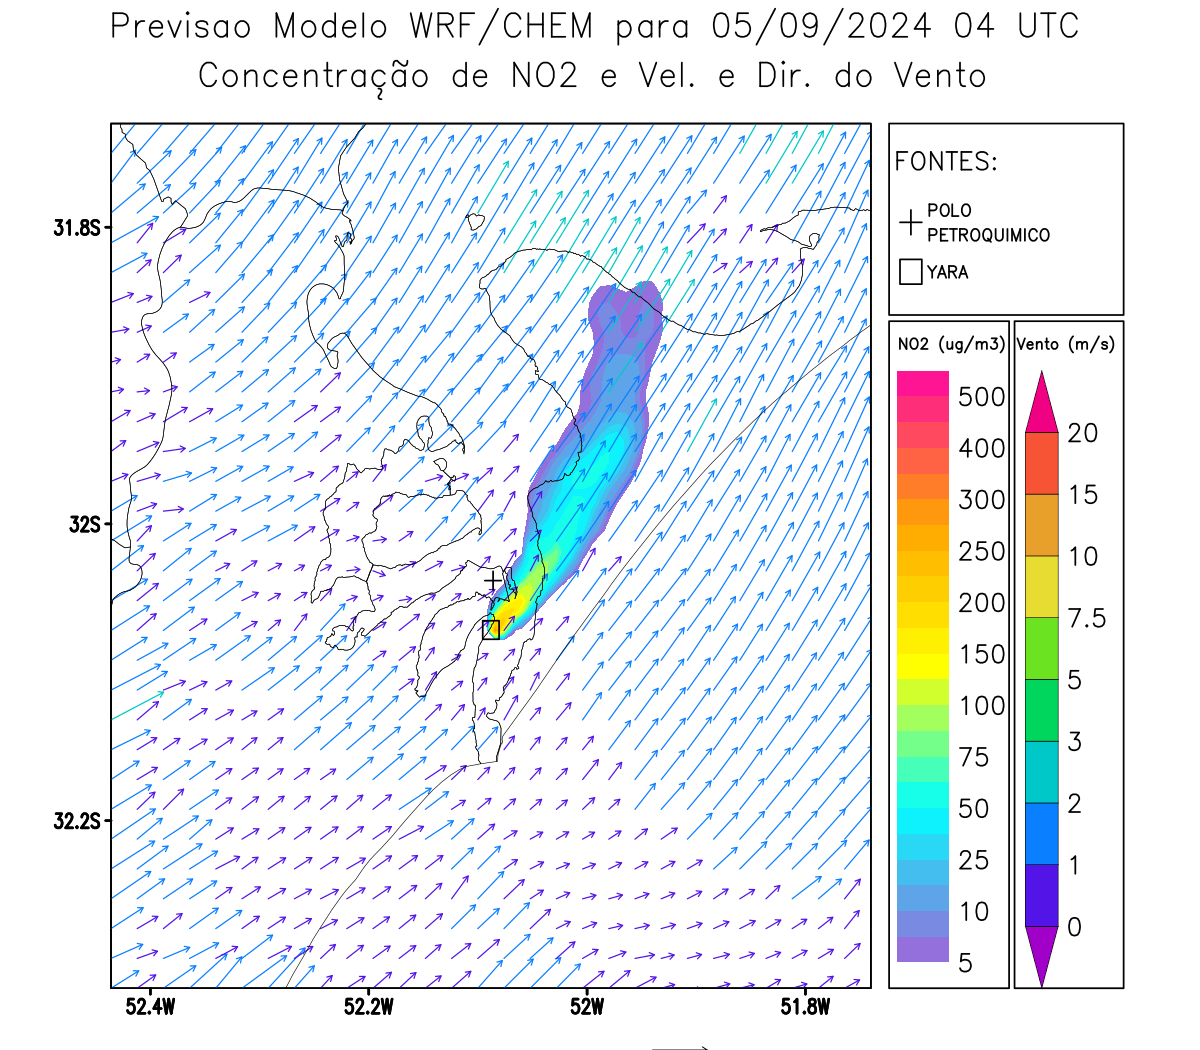 Previsao Modelo WRF/CHEM para 05/09/2024 04 UTC
Concentração de NO2 e Vel. e Dir. do Vento
FONTES:
POLO
PETROQUIMICO
YARA
NO2 (ug/m3)
500
400
300
250
200
150
100
75
50
25
10
5
Vento (m/s)
20
15
10
7.5
5
3
2
1
0
31.8S
32S
32.2S
52.4W
52.2W
52W
51.8W